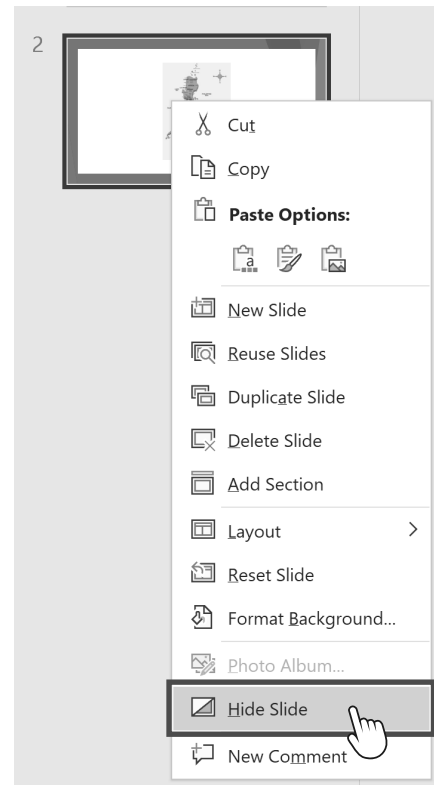 2
Cut
Copy
Paste Options:
a
New Slide
Reuse Slides
Duplicate Slide
Delete Slide
Add Section
Layout
Reset Slide
Format Background...
Photo Album...
Hide Slide
New Comment